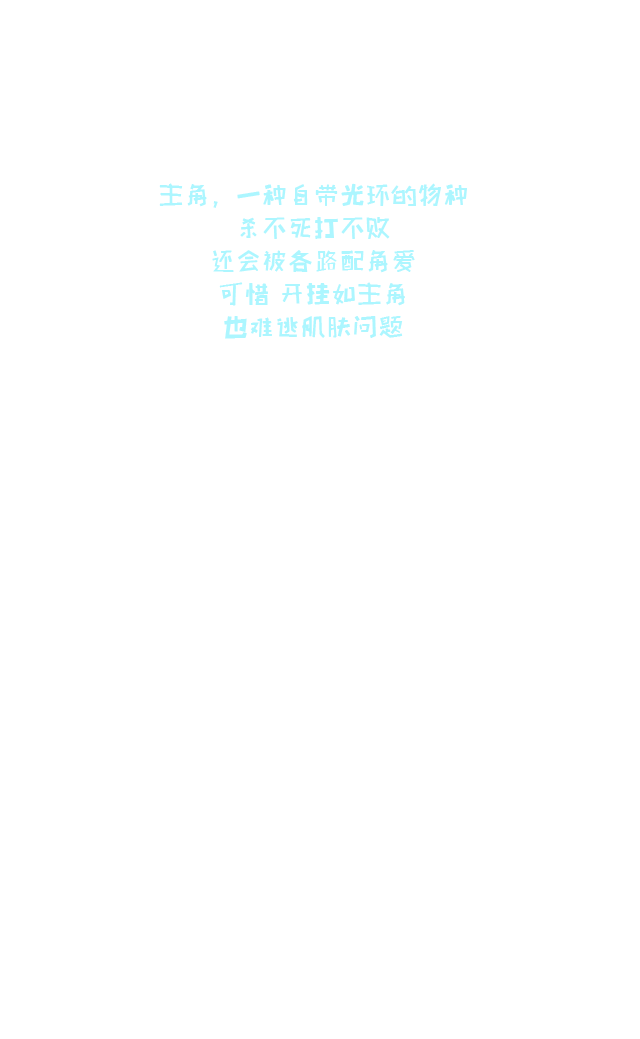 主角，一种自带光环的物种
杀不死打不败
还会被各路配角爱
可惜 开挂如主角
也难逃肌肤问题